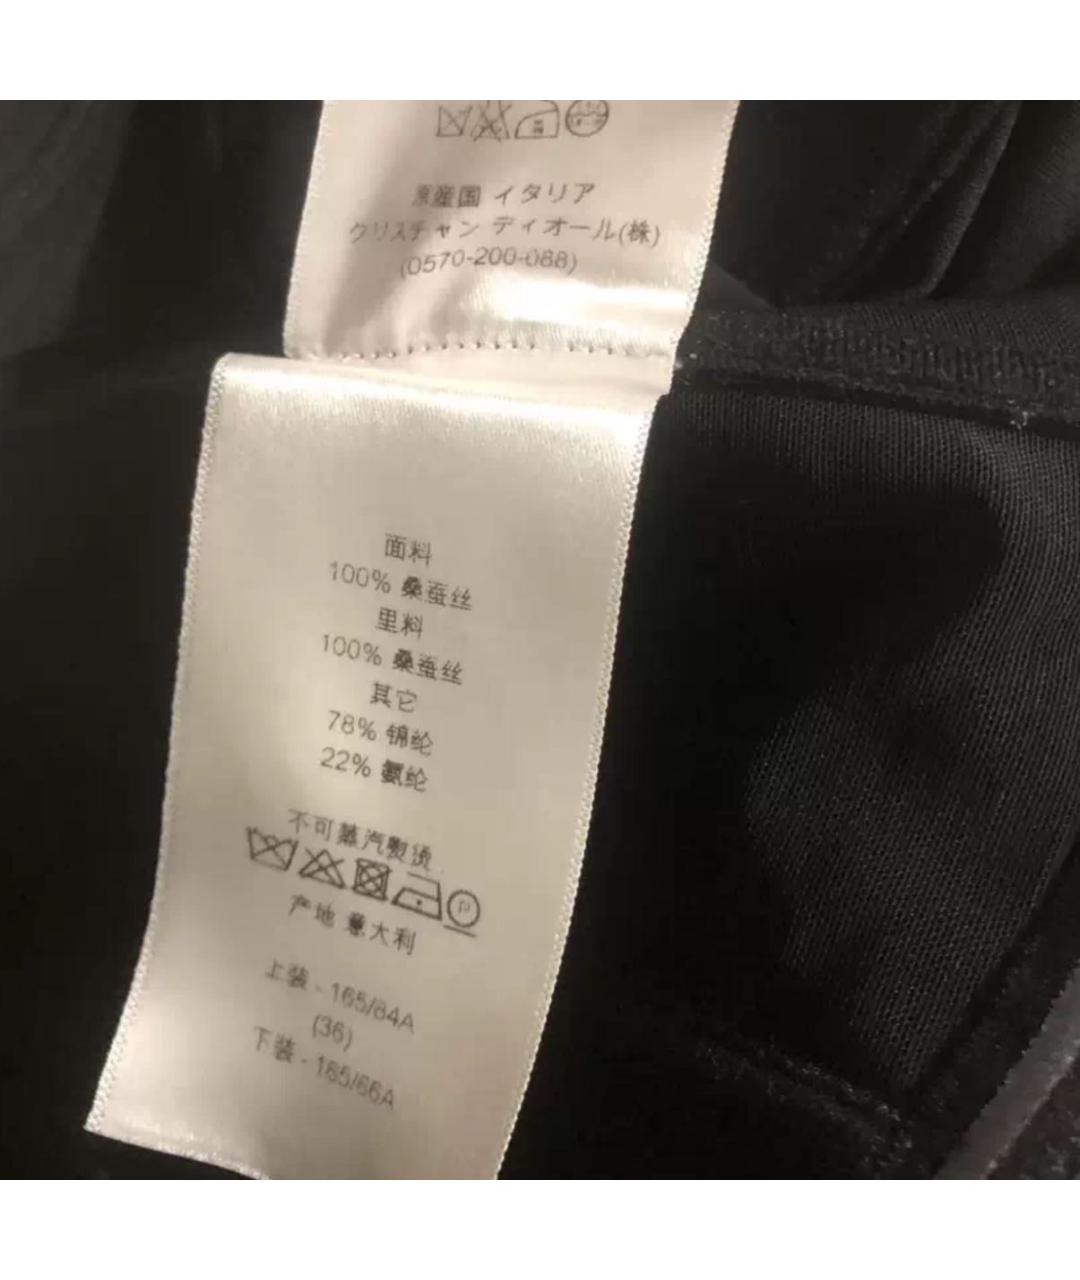 原産国 イタリア
クリスチャン ディオール(株)
(0570-200-088)
面料
100% 桑蚕丝
里料
100% 桑蚕丝
其它
78% 锦纶
22% 氨纶
不可蒸汽熨烫
P
产地 意大利
上装 - 165/84A
(36)
下装 - 165/66A